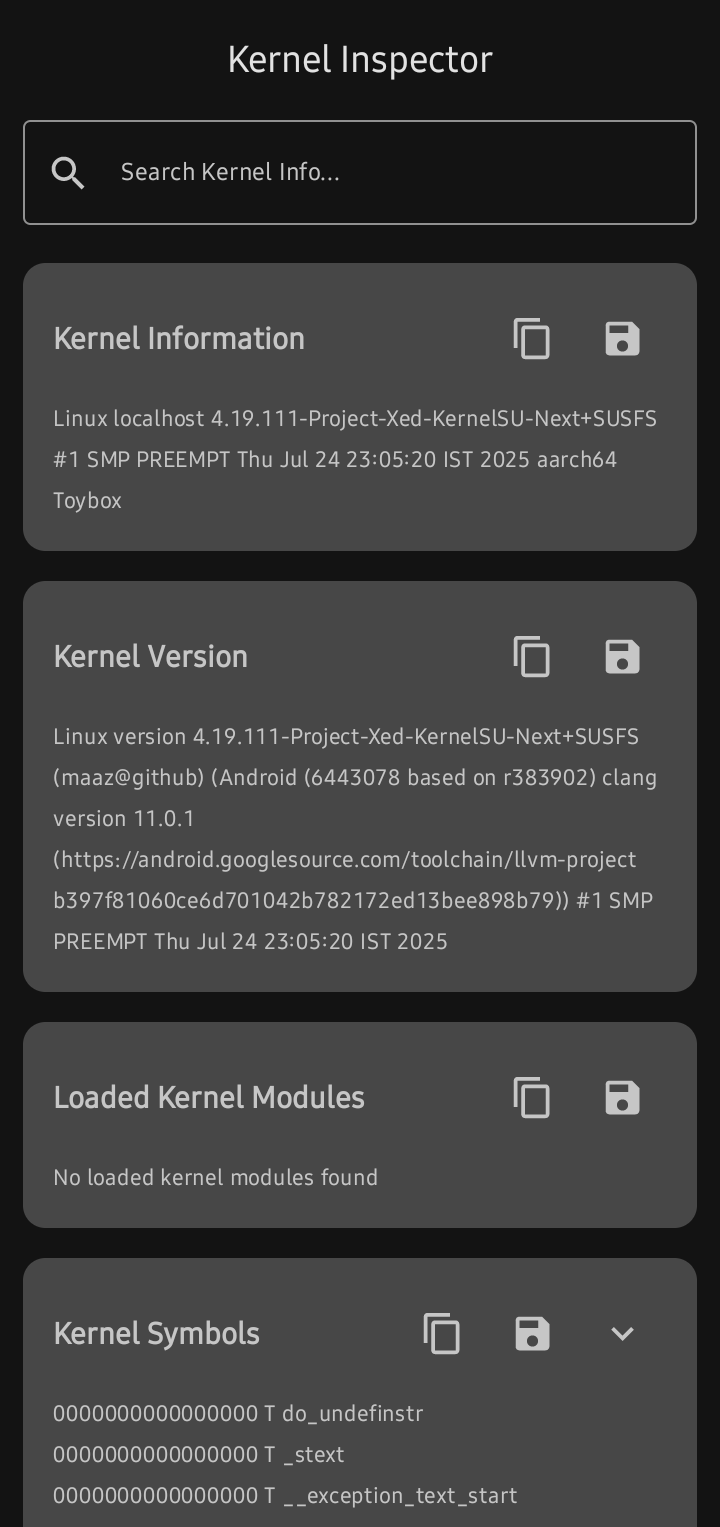 Kernel Inspector
Search Kernel Info...
Kernel Information
Linux localhost 4.19.111-Project-Xed-KernelSU-Next+SUSFS
#1 SMP PREEMPT Thu Jul 24 23:05:20 IST 2025 aarch64
Toybox
Kernel Version
Linux version 4.19.111-Project-Xed-KernelSU-Next+SUSFS
(maaz@github) (Android (6443078 based on r383902) clang
version 11.0.1
(https://android.googlesource.com/toolchain/llvm-project
b397f81060ce6d701042b782172ed13bee898b79)) #1 SMP
PREEMPT Thu Jul 24 23:05:20 IST 2025
Loaded Kernel Modules
No loaded kernel modules found
Kernel Symbols
0000000000000000 T do_undefinstr
0000000000000000 T _stext
0000000000000000 T __exception_text_start